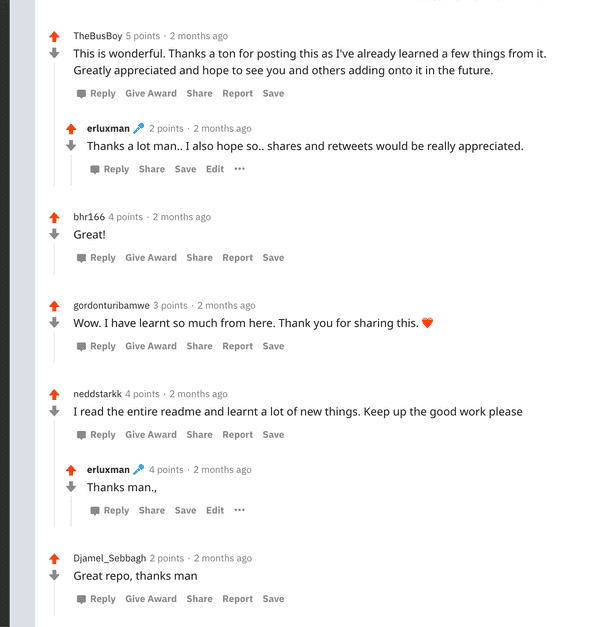 TheBusBoy 5 points · 2 months ago
This is wonderful. Thanks a ton for posting this as I've already learned a few things from it.
Greatly appreciated and hope to see you and others adding onto it in the future.
Reply Give Award Share Report Save
erluxman 2 points · 2 months ago
Thanks a lot man.. I also hope so.. shares and retweets would be really appreciated.
Reply Share Save Edit ···
bhr166 4 points · 2 months ago
Great!
Reply Give Award Share Report Save
gordonturibamwe 3 points · 2 months ago
Wow. I have learnt so much from here. Thank you for sharing this. ❤️
Reply Give Award Share Report Save
neddstarkk 4 points · 2 months ago
I read the entire readme and learnt a lot of new things. Keep up the good work please
Reply Give Award Share Report Save
erluxman 4 points · 2 months ago
Thanks man.,
Reply Share Save Edit ···
Djamel_Sebbagh 2 points · 2 months ago
Great repo, thanks man
Reply Give Award Share Report Save